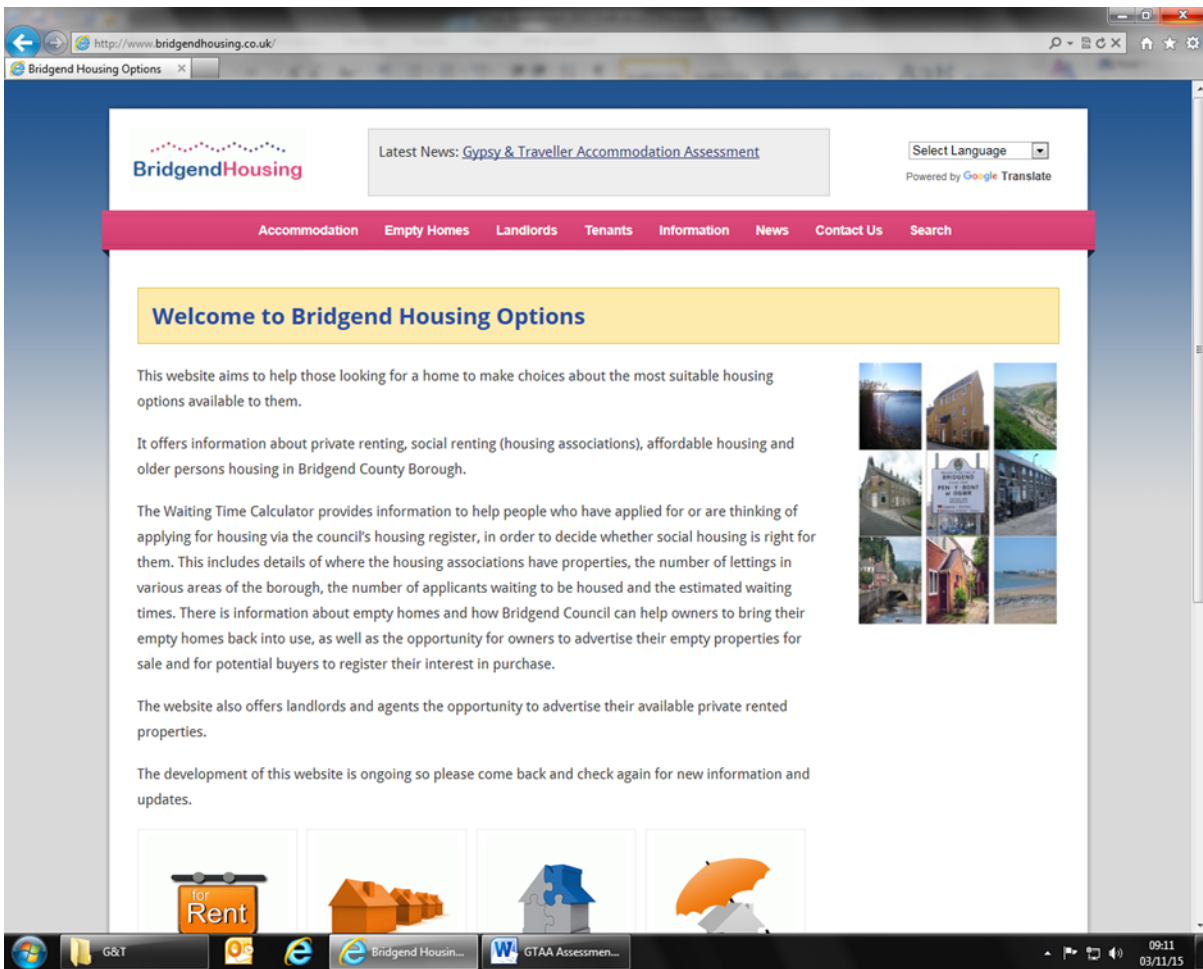 http://www.bridgendhousing.co.uk/
Bridgend Housing Options
BridgendHousing
Latest News: Gypsy & Traveller Accommodation Assessment
Select Language
Powered by Google Translate
Accommodation Empty Homes Landlords Tenants Information News Contact Us Search
Welcome to Bridgend Housing Options
This website aims to help those looking for a home to make choices about the most suitable housing
options available to them.
It offers information about private renting, social renting (housing associations), affordable housing and
older persons housing in Bridgend County Borough.
The Waiting Time Calculator provides information to help people who have applied for or are thinking of
applying for housing via the council's housing register, in order to decide whether social housing is right for
them. This includes details of where the housing associations have properties, the number of lettings in
various areas of the borough, the number of applicants waiting to be housed and the estimated waiting
times. There is information about empty homes and how Bridgend Council can help owners to bring their
empty homes back into use, as well as the opportunity for owners to advertise their empty properties for
sale and for potential buyers to register their interest in purchase.
The website also offers landlords and agents the opportunity to advertise their available private rented
properties.
The development of this website is ongoing so please come back and check again for new information and
updates.
BRIDGEND
PEN-Y-BONT
ar OGWR
for
Rent
G&T
Bridgend Housin...
GTAA Assessmen...
09:11
03/11/15